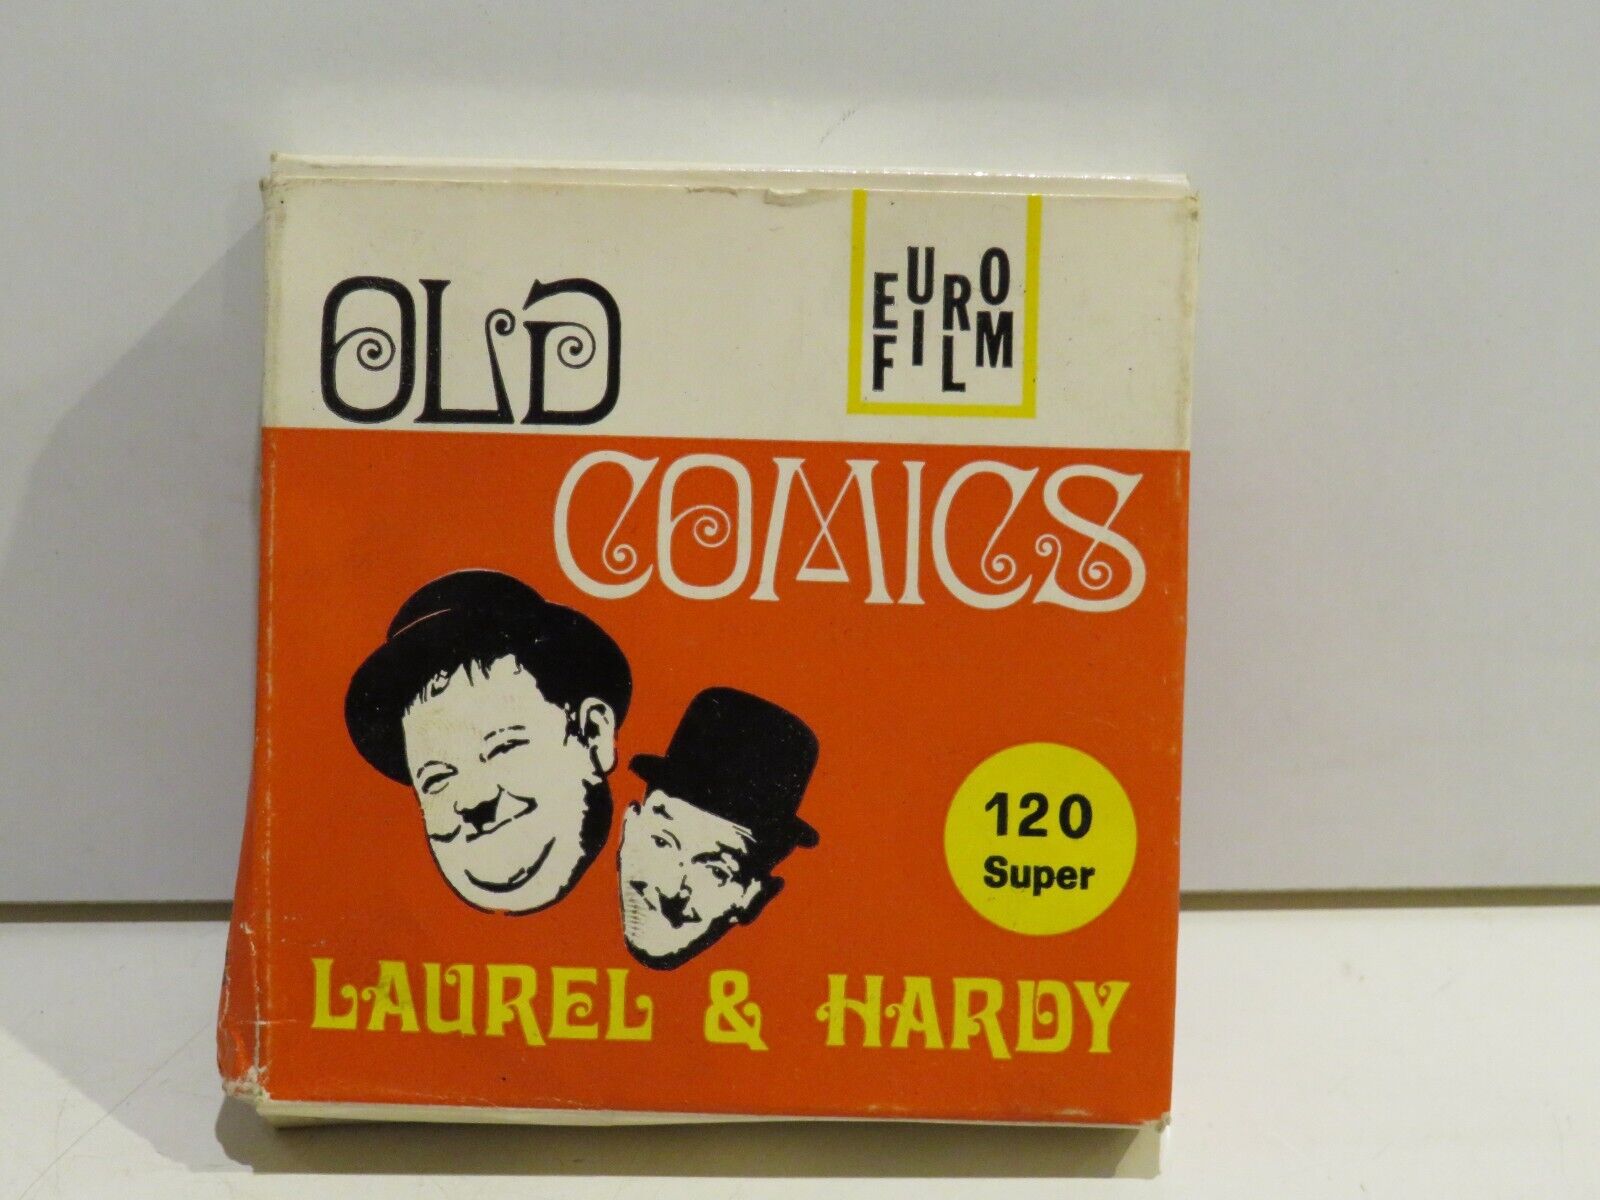 OLD
EURO
FILM
COMICS
120
Super
LAUREL & HARDY